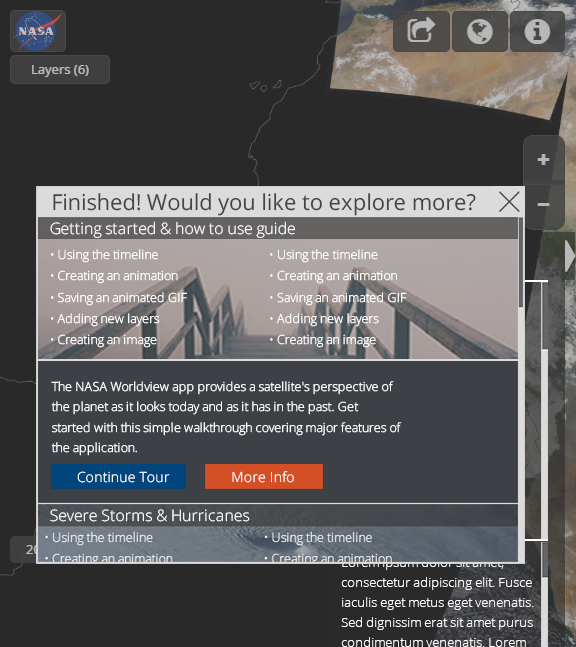 NASA
Layers (6)
Finished! Would you like to explore more?
Getting started & how to use guide
• Using the timeline
• Creating an animation
• Saving an animated GIF
• Adding new layers
• Creating an image
• Using the timeline
• Creating an animation
• Saving an animated GIF
• Adding new layers
• Creating an image
The NASA Worldview app provides a satellite's perspective of
the planet as it looks today and as it has in the past. Get
started with this simple walkthrough covering major features of
the application.
Continue Tour
More Info
Severe Storms & Hurricanes
• Using the timeline
• Creating an animation
• Using the timeline
• Creating an animation
20
Lorem ipsum dolor sit amet,
consectetur adipiscing elit. Fusce
iaculis eget metus eget venenatis.
Sed dignissim erat sit amet purus
condimentum venenatis. Lorem